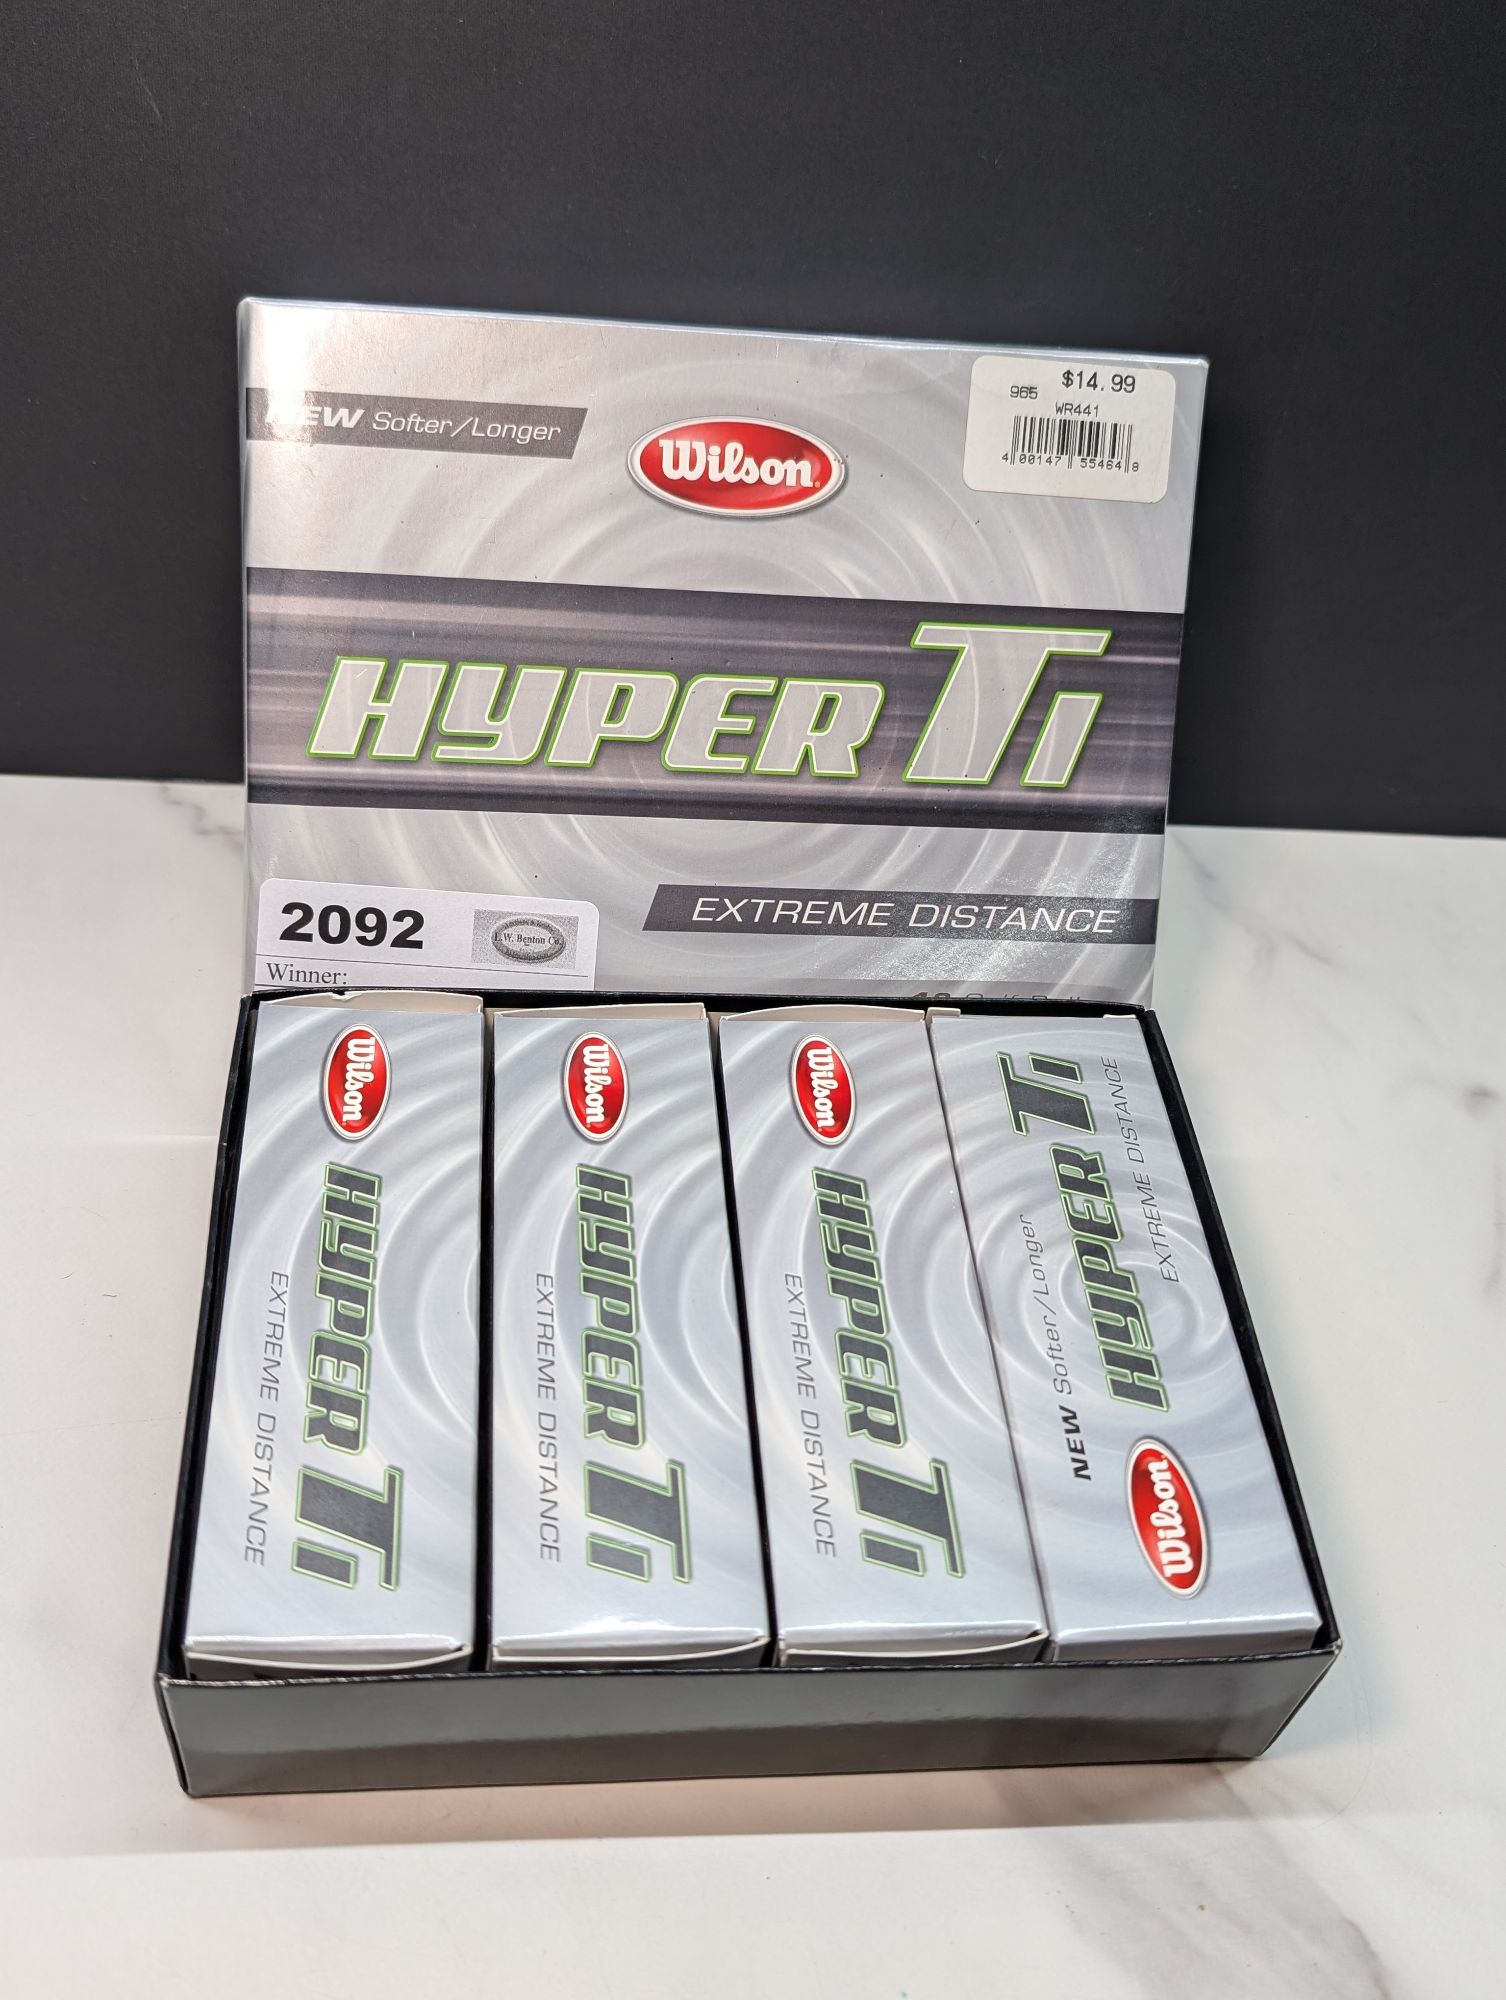 NEW Softer/Longer
Wilson
$14.99
965
WR441
4 00147 55464 8
HYPER Ti
EXTREME DISTANCE
2092
L.W. Benton Co.
Winner:
Wilson
HYPER Ti
EXTREME DISTANCE
Wilson
HYPER Ti
EXTREME DISTANCE
Wilson
HYPER Ti
EXTREME DISTANCE
NEW Softer/Longer
Wilson
HYPER Ti
EXTREME DISTANCE